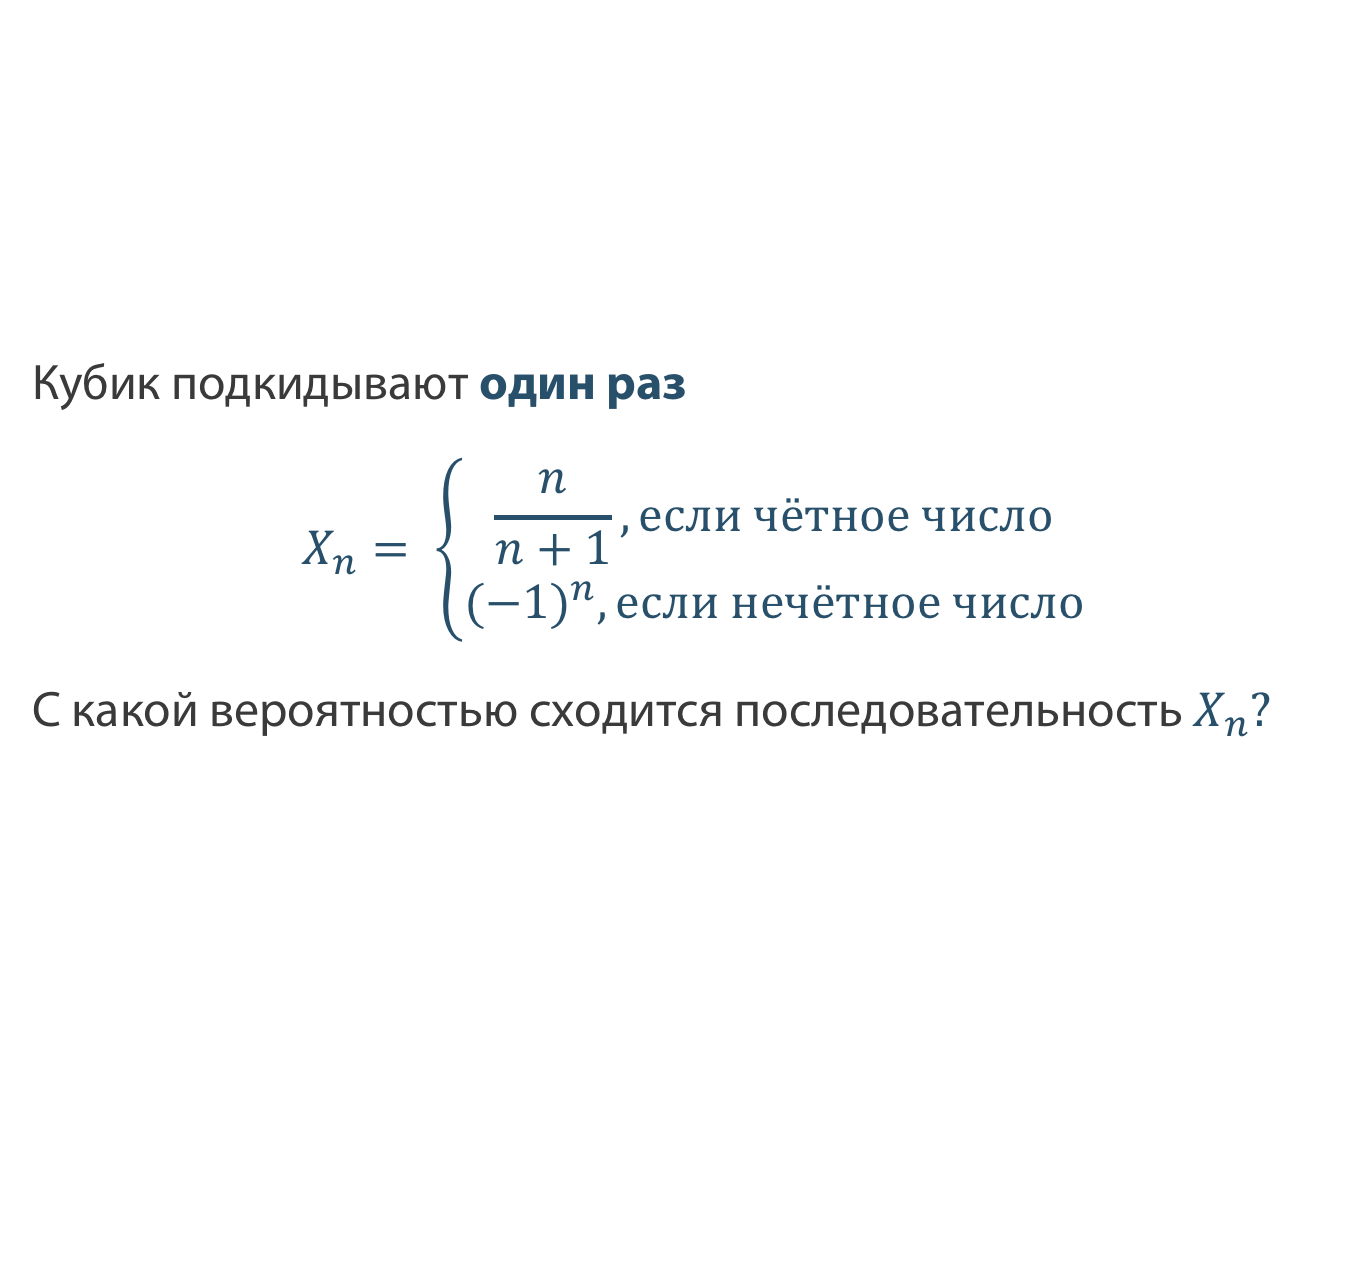 Кубик подкидывают один раз
X_n = { n/(n + 1), если чётное число
(−1)^n, если нечётное число
С какой вероятностью сходится последовательность X_n?